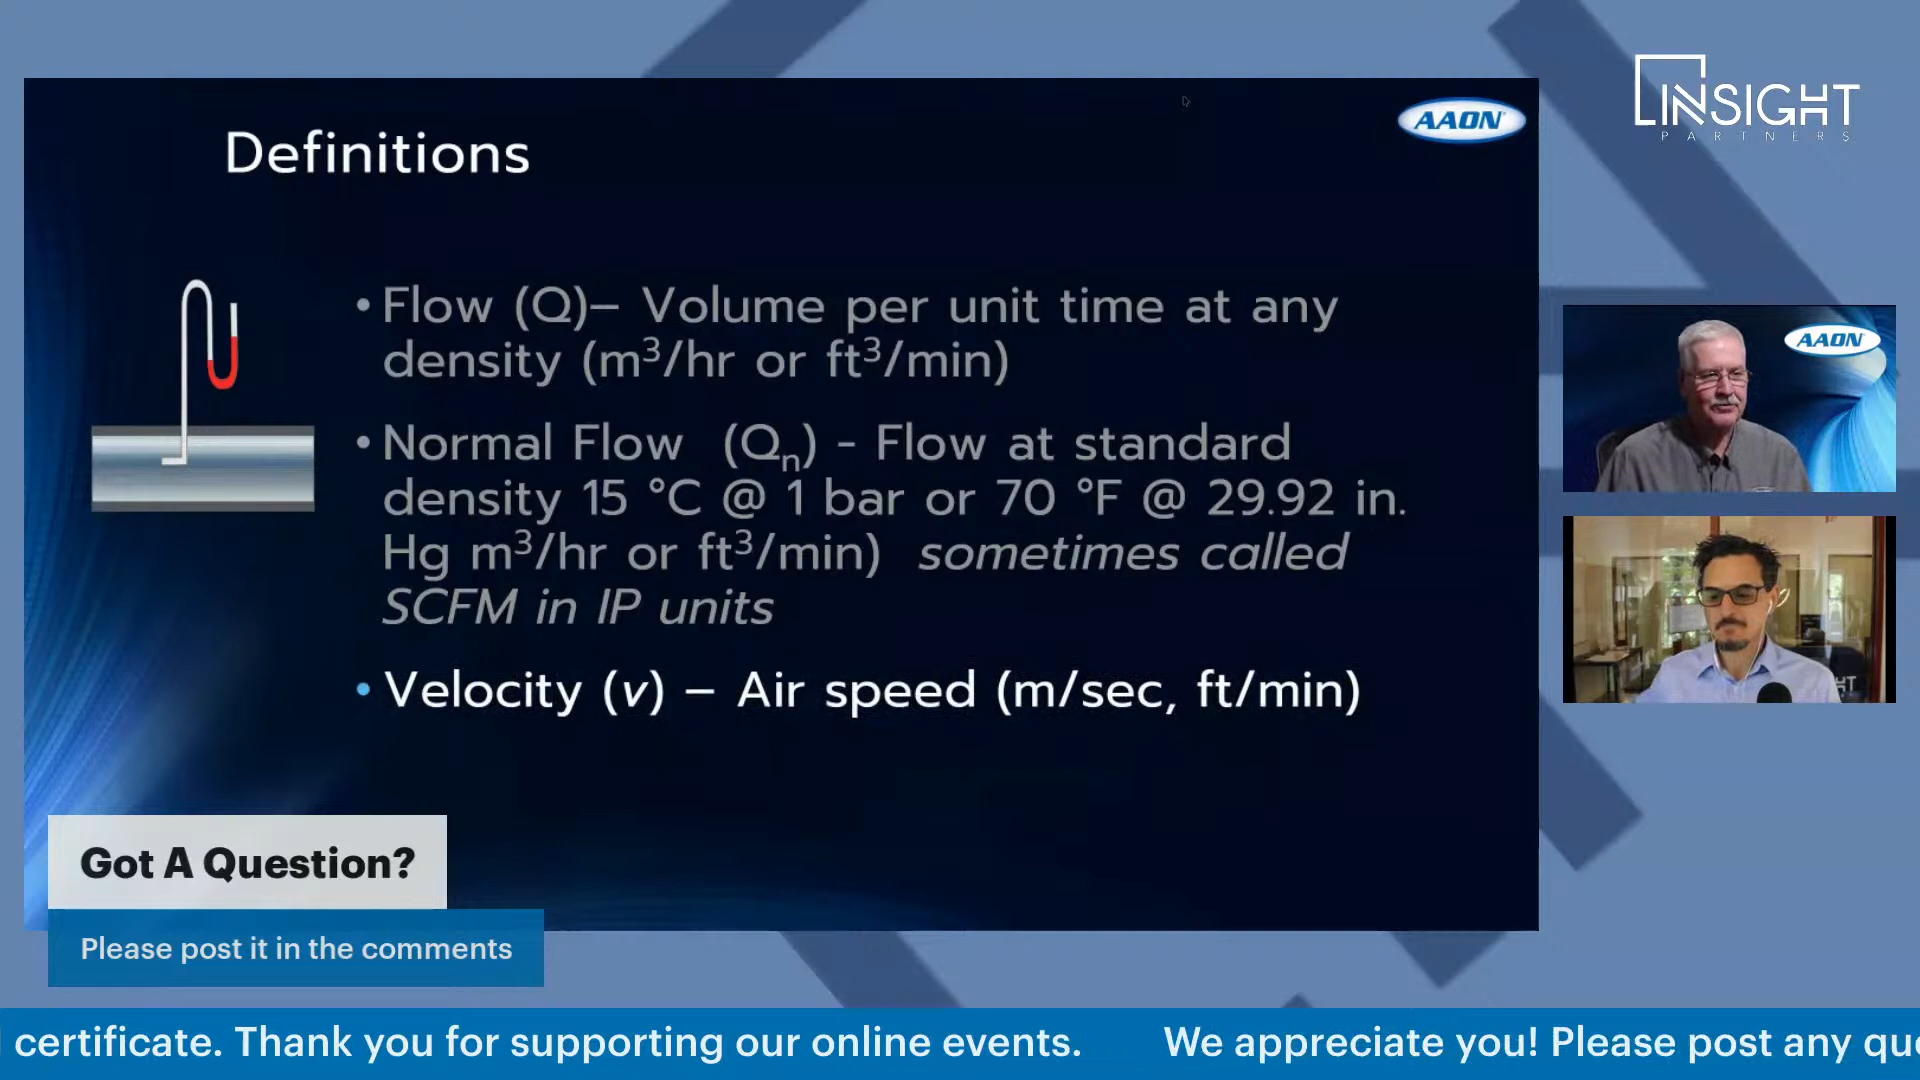 AAON
INSIGHT
PARTNERS
Definitions
• Flow (Q)– Volume per unit time at any
density (m³/hr or ft³/min)
AAON
• Normal Flow (Qₙ) - Flow at standard
density 15 °C @ 1 bar or 70 °F @ 29.92 in.
Hg m³/hr or ft³/min) sometimes called
SCFM in IP units
• Velocity (v) – Air speed (m/sec, ft/min)
Got A Question?
Please post it in the comments
certificate. Thank you for supporting our online events. We appreciate you! Please post any